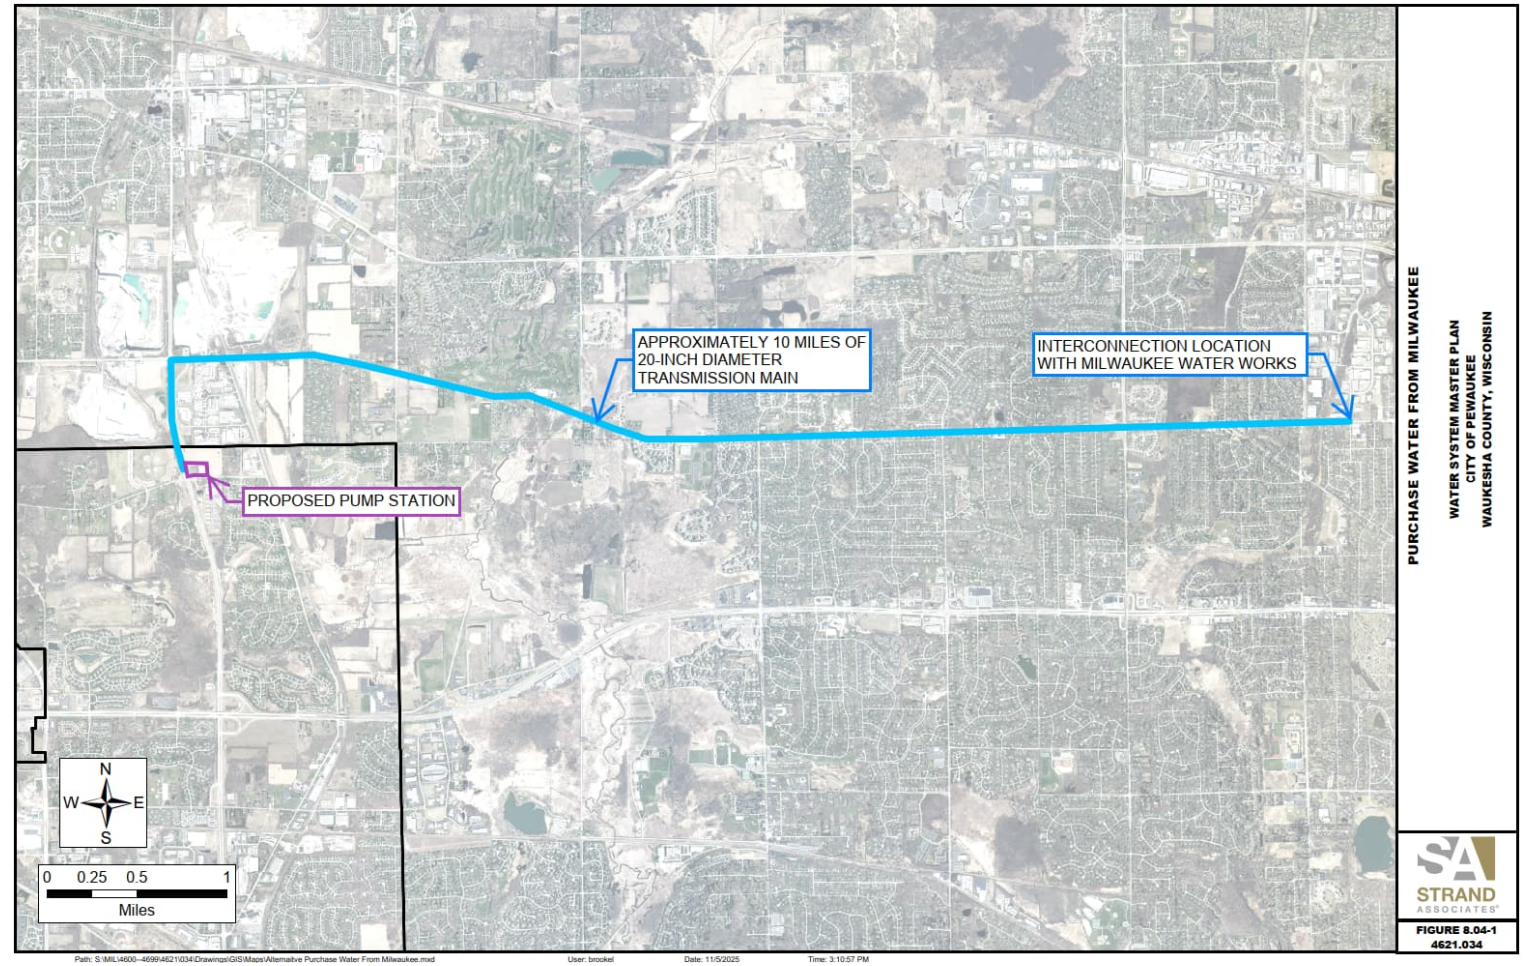 APPROXIMATELY 10 MILES OF
20-INCH DIAMETER
TRANSMISSION MAIN
INTERCONNECTION LOCATION
WITH MILWAUKEE WATER WORKS
PROPOSED PUMP STATION
N
W E
S
0 0.25 0.5 1
Miles
PURCHASE WATER FROM MILWAUKEE
WATER SYSTEM MASTER PLAN
CITY OF PEWAUKEE
WAUKESHA COUNTY, WISCONSIN
SA
STRAND
ASSOCIATES®
FIGURE 8.04-1
4621.034
Path: S:\MIL\4600--4699\4621\034\Drawings\GIS\Maps\Alternaitve Purchase Water From Milwaukee.mxd User: brookel Date: 11/5/2025 Time: 3:10:57 PM